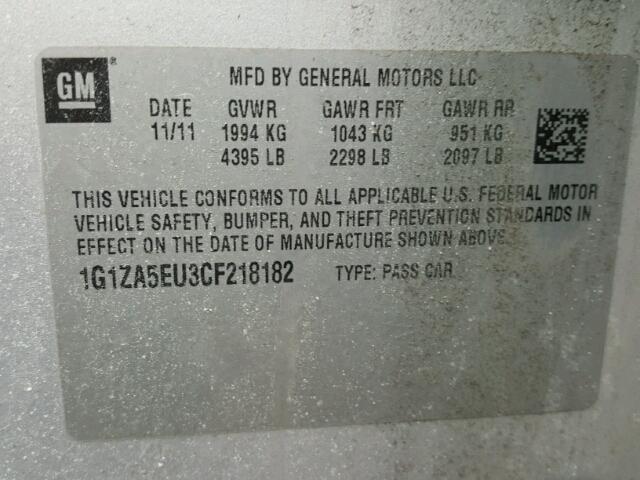 GM®
MFD BY GENERAL MOTORS LLC
DATE GVWR GAWR FRT GAWR RR
11/11 1994 KG 1043 KG 951 KG
4395 LB 2298 LB 2097 LB
THIS VEHICLE CONFORMS TO ALL APPLICABLE U.S. FEDERAL MOTOR
VEHICLE SAFETY, BUMPER, AND THEFT PREVENTION STANDARDS IN
EFFECT ON THE DATE OF MANUFACTURE SHOWN ABOVE.
1G1ZA5EU3CF218182 TYPE: PASS CAR